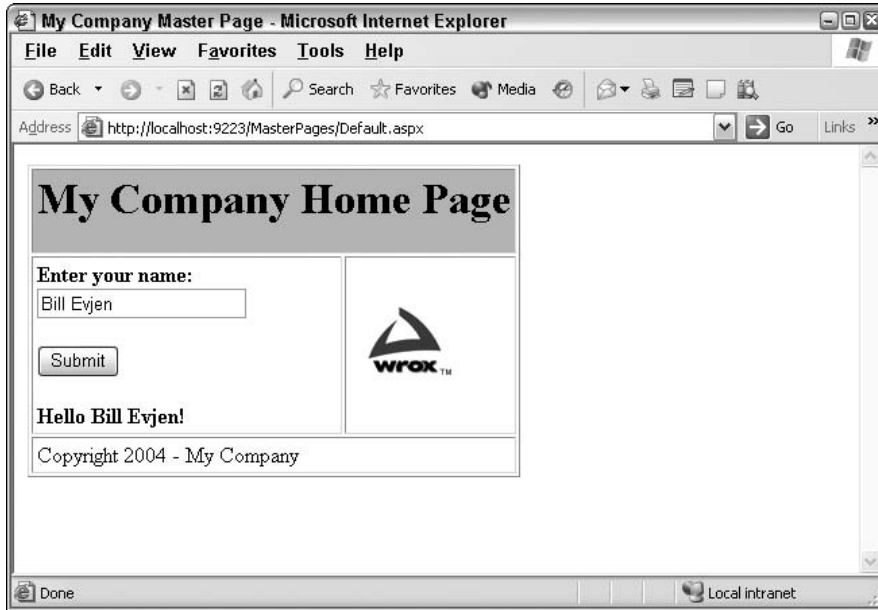 My Company Master Page - Microsoft Internet Explorer
File Edit View Favorites Tools Help
Back Search Favorites Media
Address http://localhost:9223/MasterPages/Default.aspx Go Links »
My Company Home Page
Enter your name:
Bill Evjen
Submit
Hello Bill Evjen!
wrox TM
Copyright 2004 - My Company
Done Local intranet